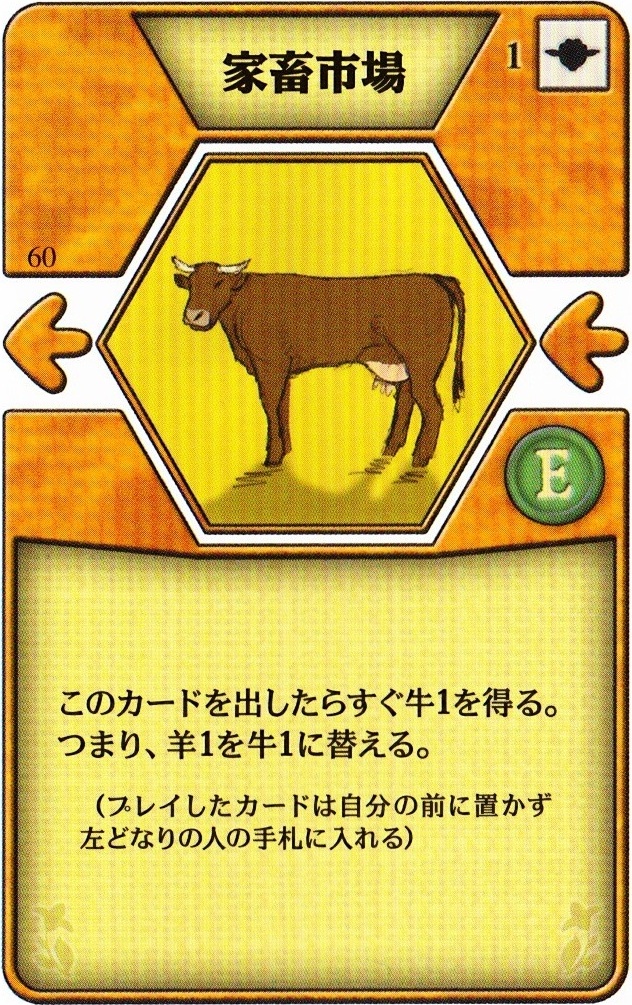 家畜市場
1
60
E
このカードを出したらすぐ牛1を得る。
つまり、羊1を牛1に替える。
(プレイしたカードは自分の前に置かず
左どなりの人の手札に入れる)